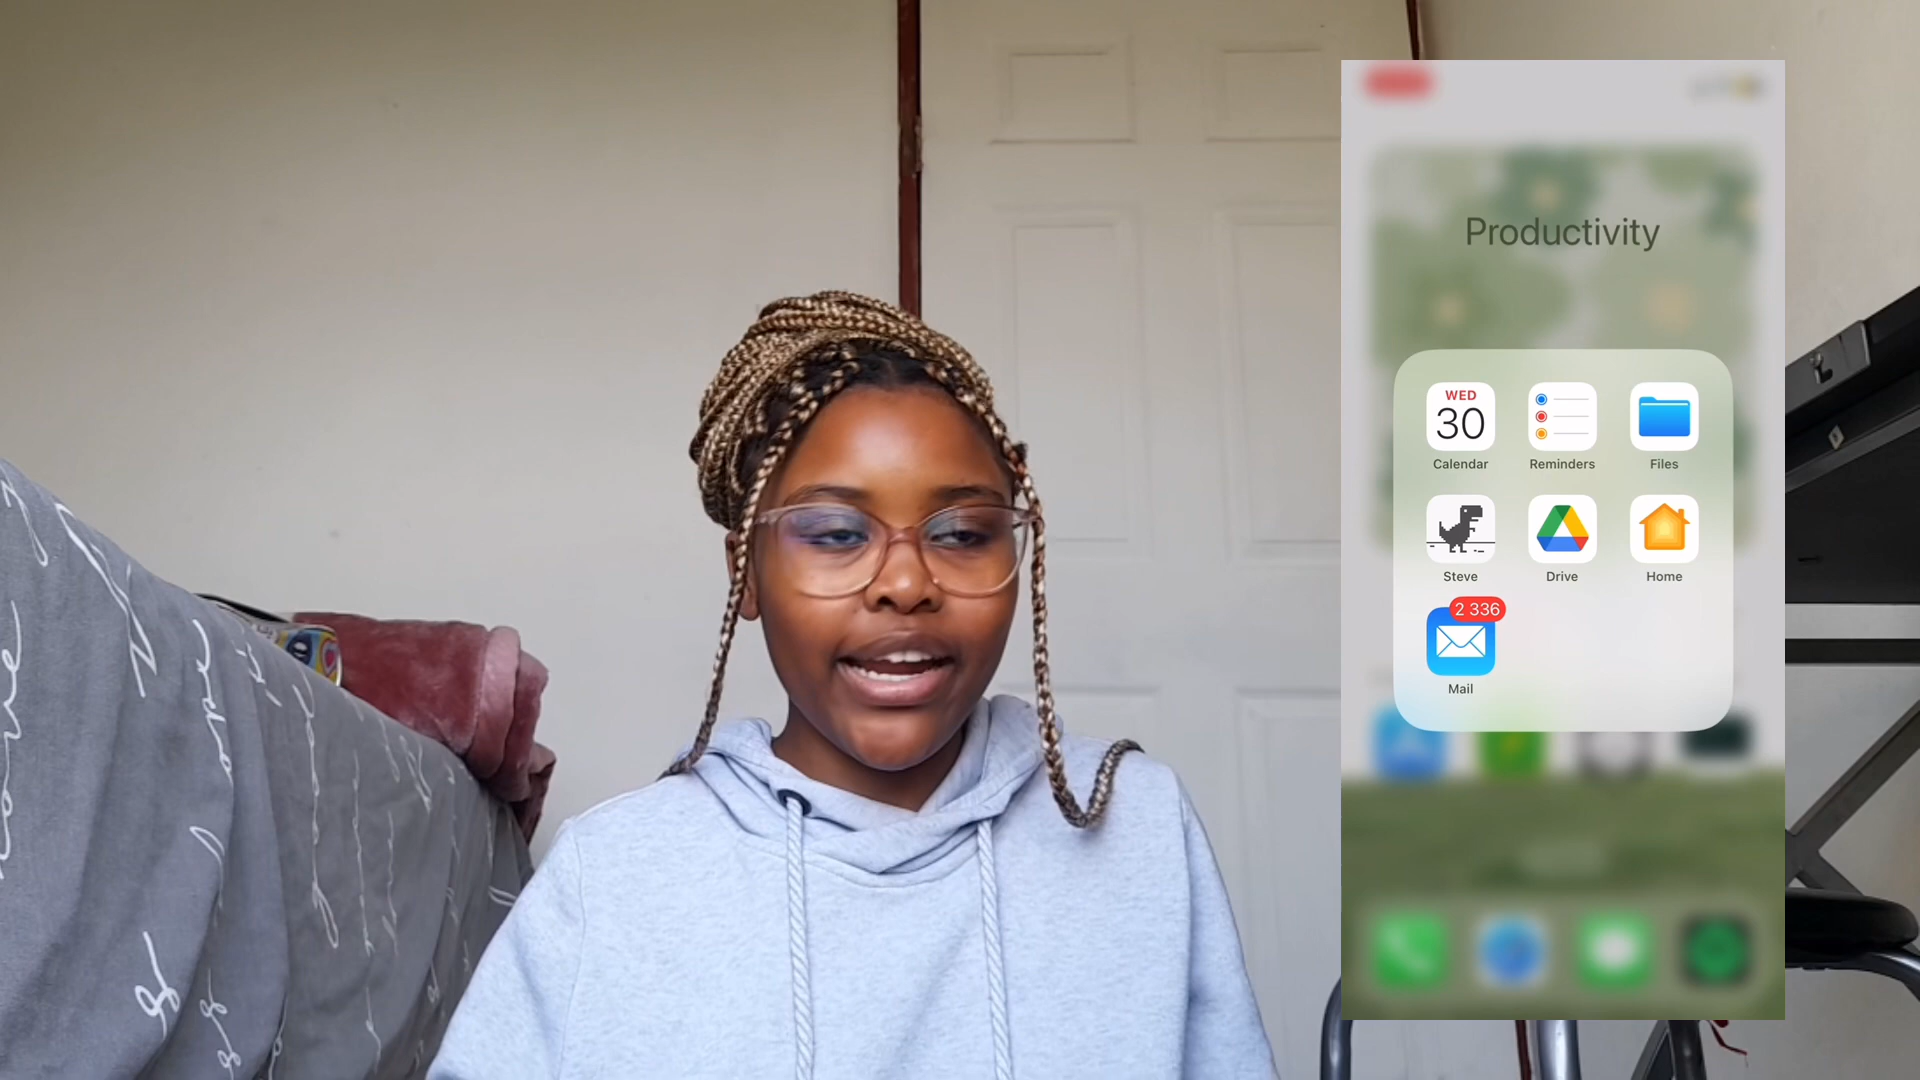 Productivity
WED
30
Calendar
Reminders
Files
Steve
Drive
Home
2 336
Mail